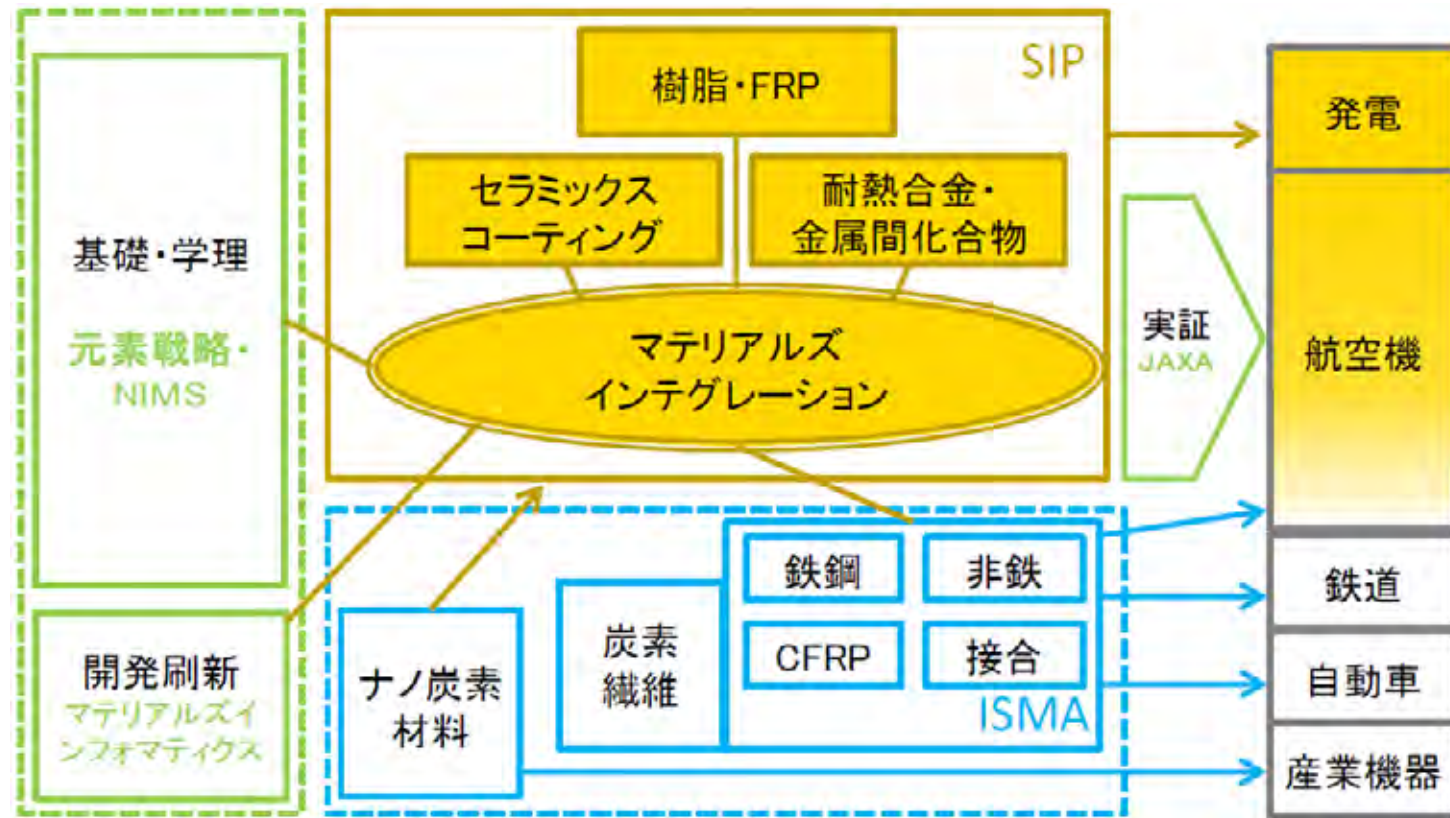 基礎・学理
元素戦略・
NIMS
開発刷新
マテリアルズイ
ンフォマティクス
SIP
樹脂・FRP
セラミックス
コーティング
耐熱合金・
金属間化合物
マテリアルズ
インテグレーション
実証
JAXA
ナノ炭素
材料
炭素
繊維
鉄鋼
非鉄
CFRP
接合
ISMA
発電
航空機
鉄道
自動車
産業機器